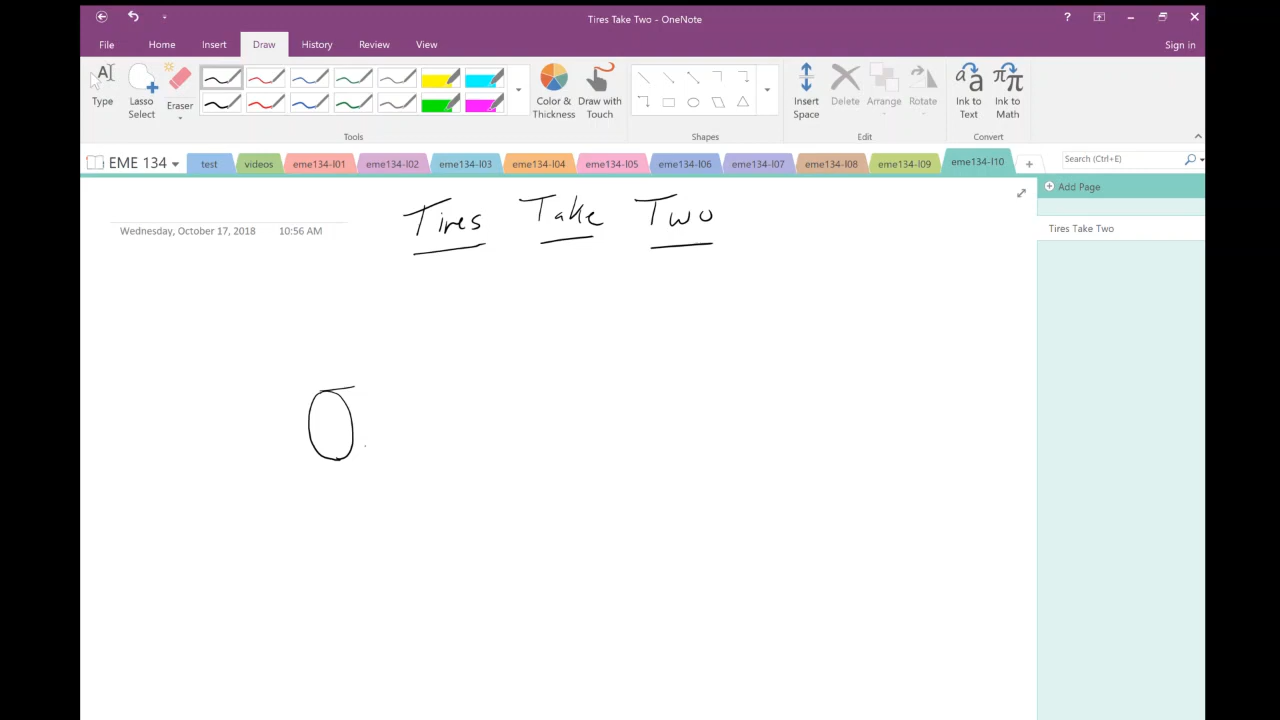 Tires Take Two - OneNote
? 
File Home Insert Draw History Review View Sign in
Type Lasso Select Eraser Color & Thickness Draw with Touch Insert Space Delete Arrange Rotate Ink to Text Ink to Math
Tools Shapes Edit Convert
EME 134 test videos eme134-l01 eme134-l02 eme134-l03 eme134-l04 eme134-l05 eme134-l06 eme134-l07 eme134-l08 eme134-l09 eme134-l10 + Search (Ctrl+E)
Add Page
Tires Take Two
Wednesday, October 17, 2018 10:56 AM
Tires Take Two